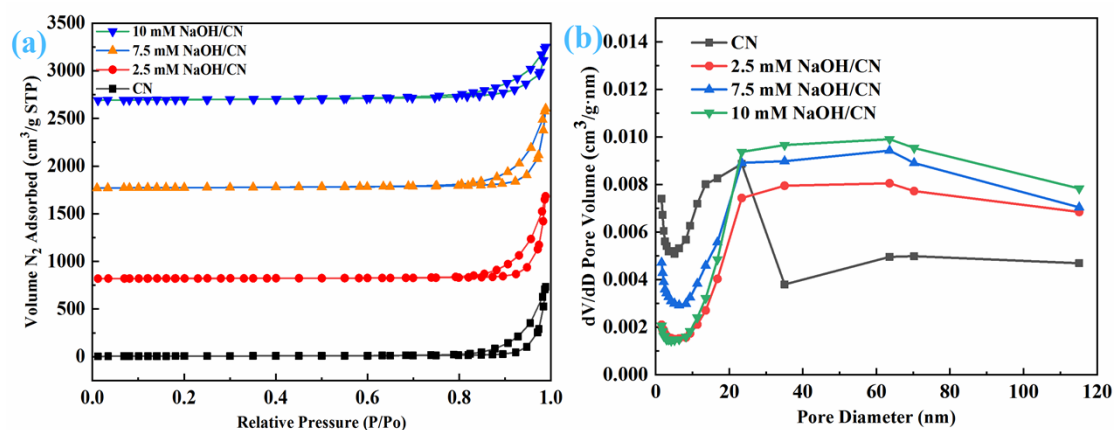 (a)
10 mM NaOH/CN
7.5 mM NaOH/CN
2.5 mM NaOH/CN
CN
Volume N₂ Adsorbed (cm³/g STP)
3500
3000
2500
2000
1500
1000
500
0
0.0 0.2 0.4 0.6 0.8 1.0
Relative Pressure (P/Po)
(b)
CN
2.5 mM NaOH/CN
7.5 mM NaOH/CN
10 mM NaOH/CN
dV/dD Pore Volume (cm³/g·nm)
0.014
0.012
0.010
0.008
0.006
0.004
0.002
0.000
0 20 40 60 80 100 120
Pore Diameter (nm)